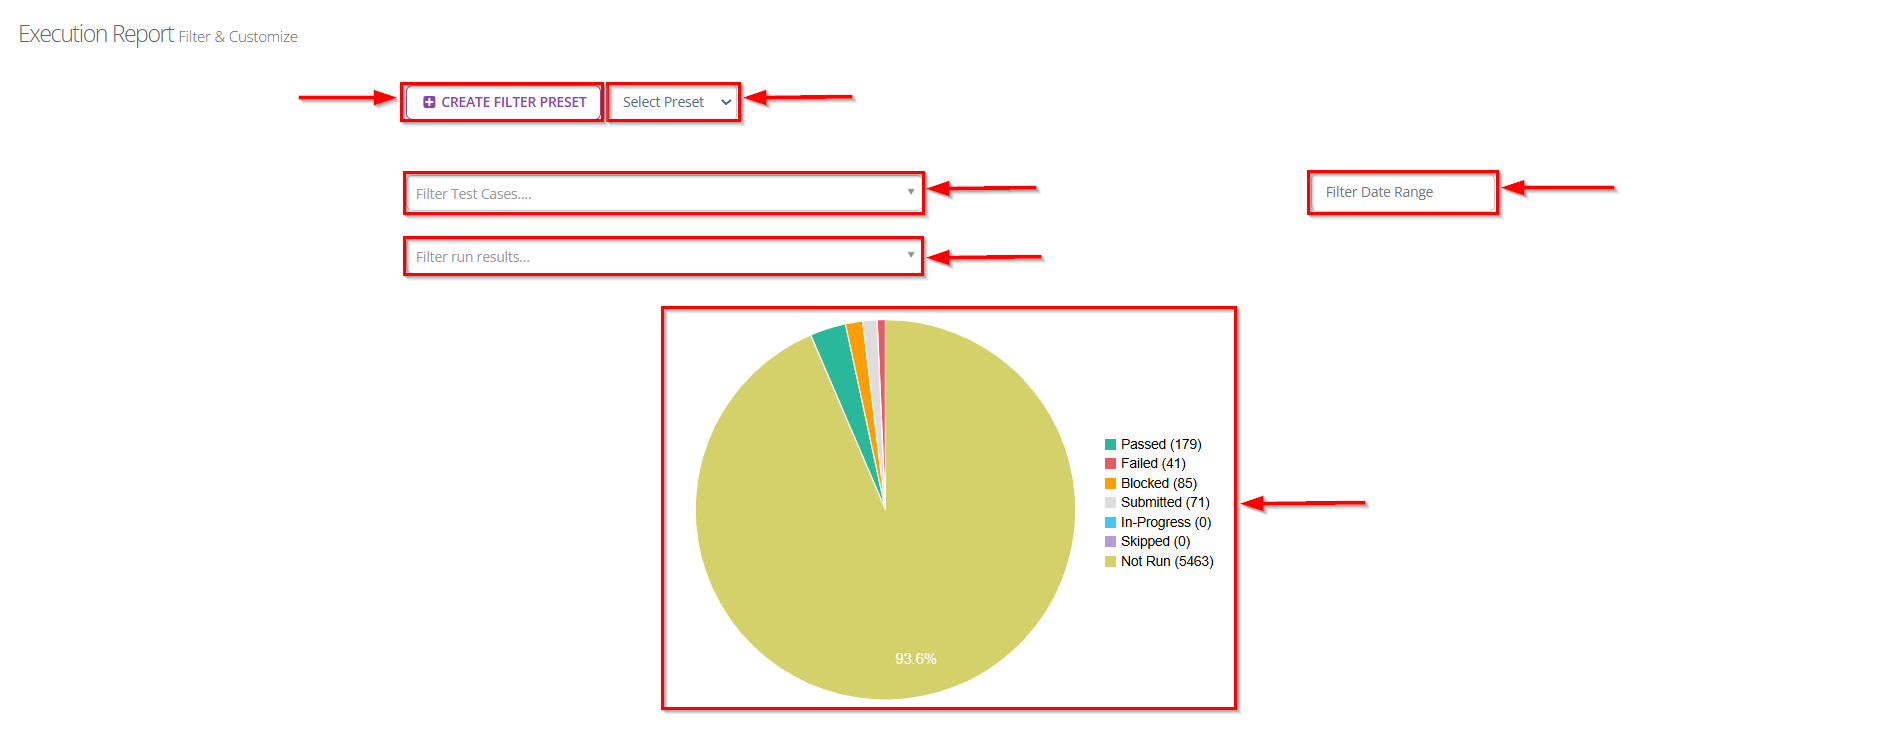 Execution Report Filter & Customize
CREATE FILTER PRESET
Select Preset
Filter Test Cases....
Filter Date Range
Filter run results...
Passed (179)
Failed (41)
Blocked (85)
Submitted (71)
In-Progress (0)
Skipped (0)
Not Run (5463)
93.6%